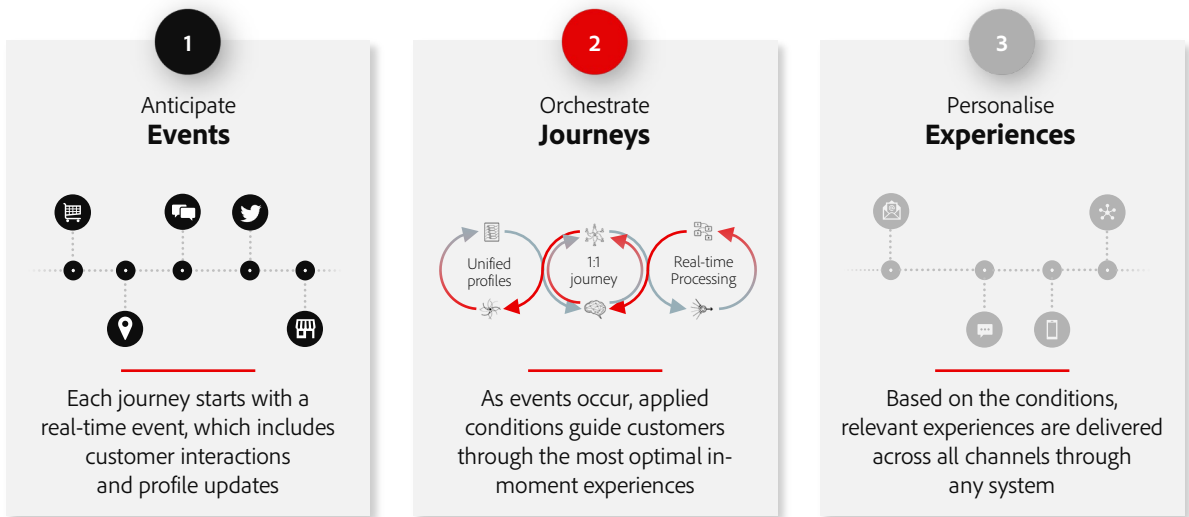 1
Anticipate
Events
Each journey starts with a
real-time event, which includes
customer interactions
and profile updates
2
Orchestrate
Journeys
Unified
profiles
1:1
journey
Real-time
Processing
As events occur, applied
conditions guide customers
through the most optimal in-
moment experiences
3
Personalise
Experiences
Based on the conditions,
relevant experiences are delivered
across all channels through
any system